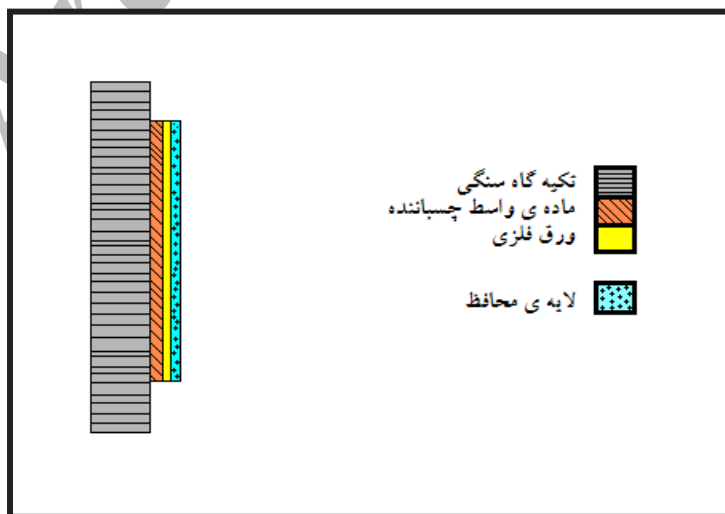 تکیه گاه سنگی
ماده ی واسط چسباننده
ورق فلزی
لایه ی محافظ